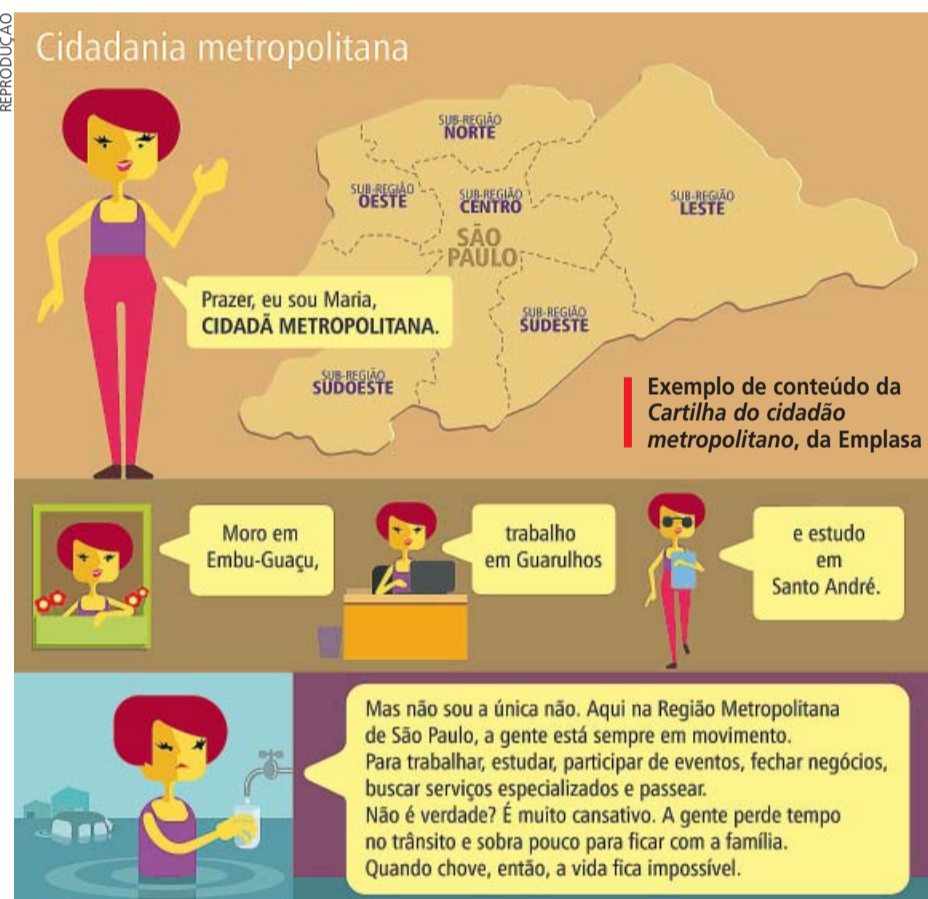 REPRODUÇÃO
Cidadania metropolitana
SUB-REGIÃO
NORTE
SUB-REGIÃO
OESTE
SUB-REGIÃO
CENTRO
SUB-REGIÃO
LESTE
SÃO
PAULO
SUB-REGIÃO
SUDESTE
SUB-REGIÃO
SUDOESTE
Prazer, eu sou Maria,
CIDADÃ METROPOLITANA.
Exemplo de conteúdo da
Cartilha do cidadão
metropolitano, da Emplasa
Moro em
Embu-Guaçu,
trabalho
em Guarulhos
e estudo
em
Santo André.
Mas não sou a única não. Aqui na Região Metropolitana
de São Paulo, a gente está sempre em movimento.
Para trabalhar, estudar, participar de eventos, fechar negócios,
buscar serviços especializados e passear.
Não é verdade? É muito cansativo. A gente perde tempo
no trânsito e sobra pouco para ficar com a família.
Quando chove, então, a vida fica impossível.